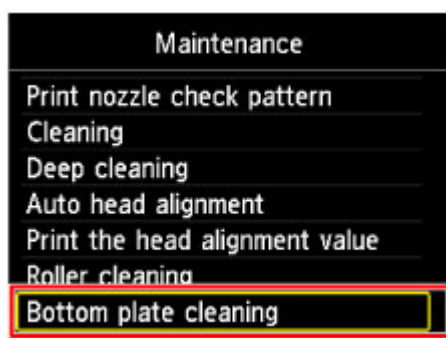 Maintenance
Print nozzle check pattern
Cleaning
Deep cleaning
Auto head alignment
Print the head alignment value
Roller cleaning
Bottom plate cleaning